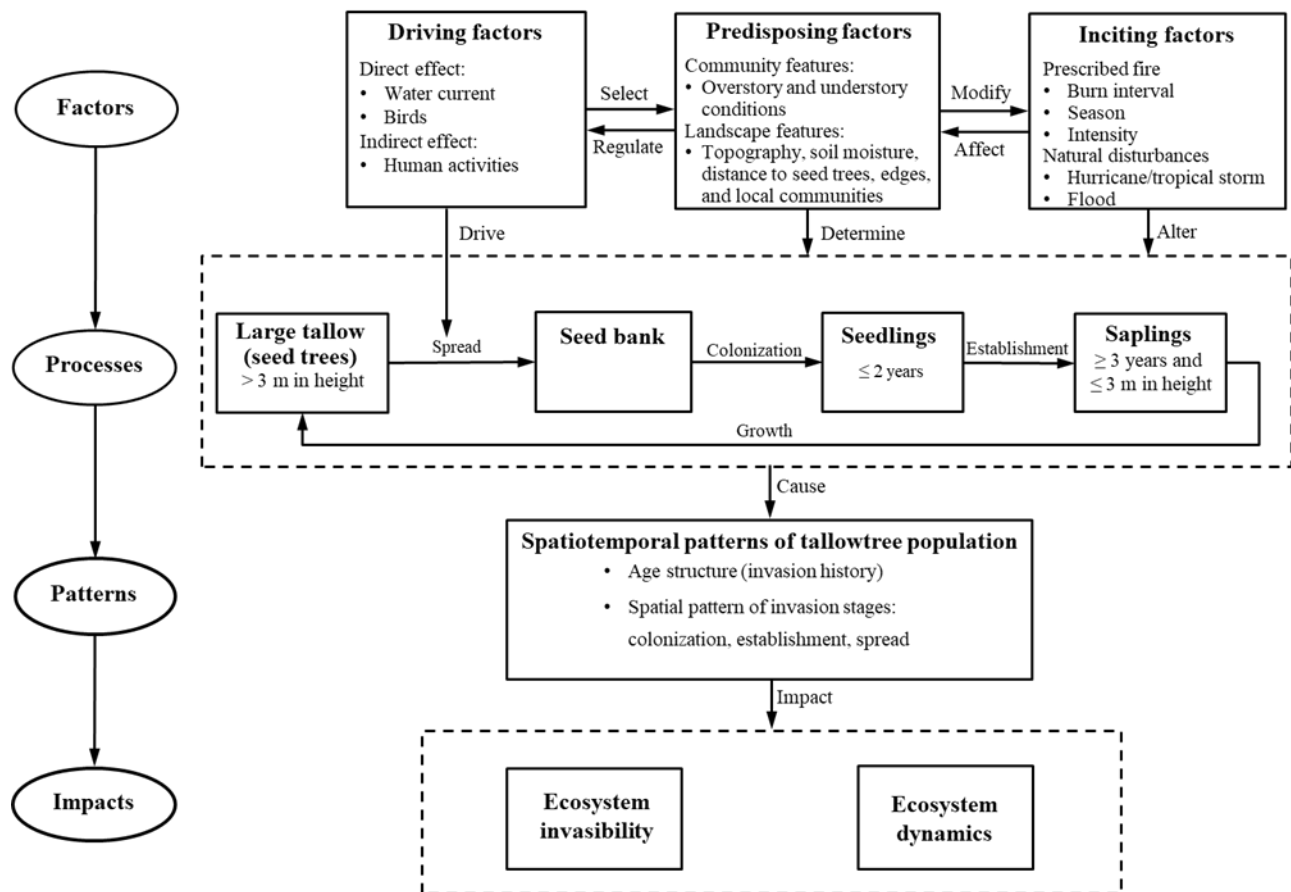 Factors
Processes
Patterns
Impacts
Driving factors
Direct effect:
• Water current
• Birds
Indirect effect:
• Human activities
Select
Regulate
Predisposing factors
Community features:
• Overstory and understory
conditions
Landscape features:
• Topography, soil moisture,
distance to seed trees, edges,
and local communities
Modify
Affect
Inciting factors
Prescribed fire
• Burn interval
• Season
• Intensity
Natural disturbances
• Hurricane/tropical storm
• Flood
Drive
Determine
Alter
Large tallow
(seed trees)
> 3 m in height
Spread
Seed bank
Colonization
Seedlings
≤ 2 years
Establishment
Saplings
≥ 3 years and
≤ 3 m in height
Growth
Cause
Spatiotemporal patterns of tallowtree population
• Age structure (invasion history)
• Spatial pattern of invasion stages:
colonization, establishment, spread
Impact
Ecosystem
invasibility
Ecosystem
dynamics